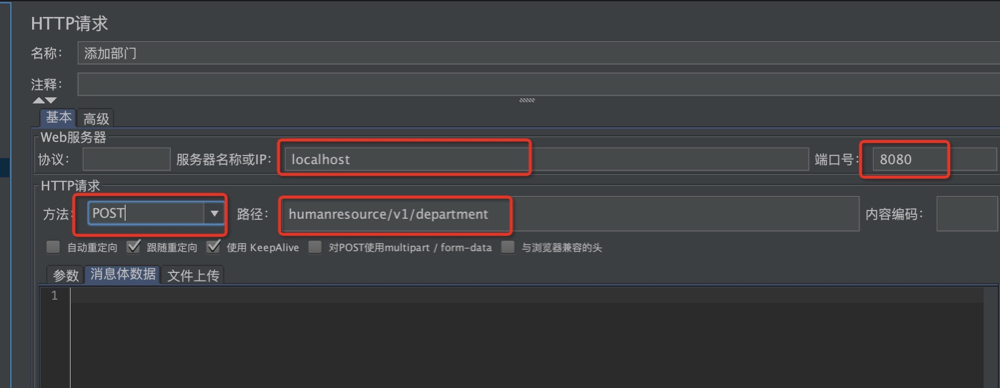 HTTP请求
名称： 添加部门
注释：
基本 高级
Web服务器
协议： 服务器名称或IP： localhost 端口号： 8080
HTTP请求
方法： POST 路径： humanresource/v1/department 内容编码：
自动重定向 跟随重定向 使用 KeepAlive 对POST使用multipart / form-data 与浏览器兼容的头
参数 消息体数据 文件上传
1